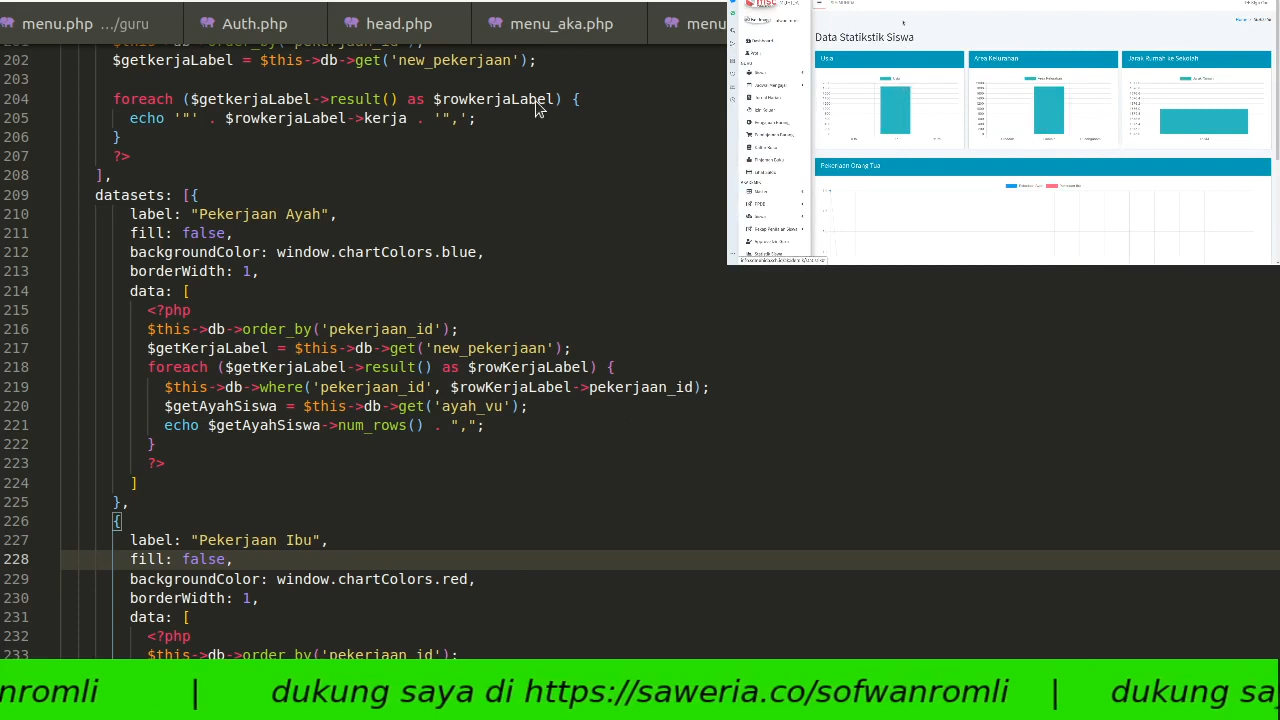 menu.php .../guru
Auth.php
head.php
menu_aka.php
menu
202 $getkerjaLabel = $this->db->get('new_pekerjaan');
203
204 foreach ($getkerjaLabel->result() as $rowkerjaLabel) {
205 echo '"' . $rowkerjaLabel->kerja . '",';
206 }
207 ?>
208 ],
209 datasets: [{
210 label: "Pekerjaan Ayah",
211 fill: false,
212 backgroundColor: window.chartColors.blue,
213 borderWidth: 1,
214 data: [
215 <?php
216 $this->db->order_by('pekerjaan_id');
217 $getKerjaLabel = $this->db->get('new_pekerjaan');
218 foreach ($getKerjaLabel->result() as $rowKerjaLabel) {
219 $this->db->where('pekerjaan_id', $rowKerjaLabel->pekerjaan_id);
220 $getAyahSiswa = $this->db->get('ayah_vu');
221 echo $getAyahSiswa->num_rows() . ",";
222 }
223 ?>
224 ]
225 },
226 {
227 label: "Pekerjaan Ibu",
228 fill: false,
229 backgroundColor: window.chartColors.red,
230 borderWidth: 1,
231 data: [
232 <?php
233 $this->db->order_by('pekerjaan_id');
Data Statikstik Siswa
Usia
Area Kelurahan
Jarak Rumah ke Sekolah
Pekerjaan Orang Tua
Dashboard
nromli | dukung saya di https://saweria.co/sofwanromli | dukung sa